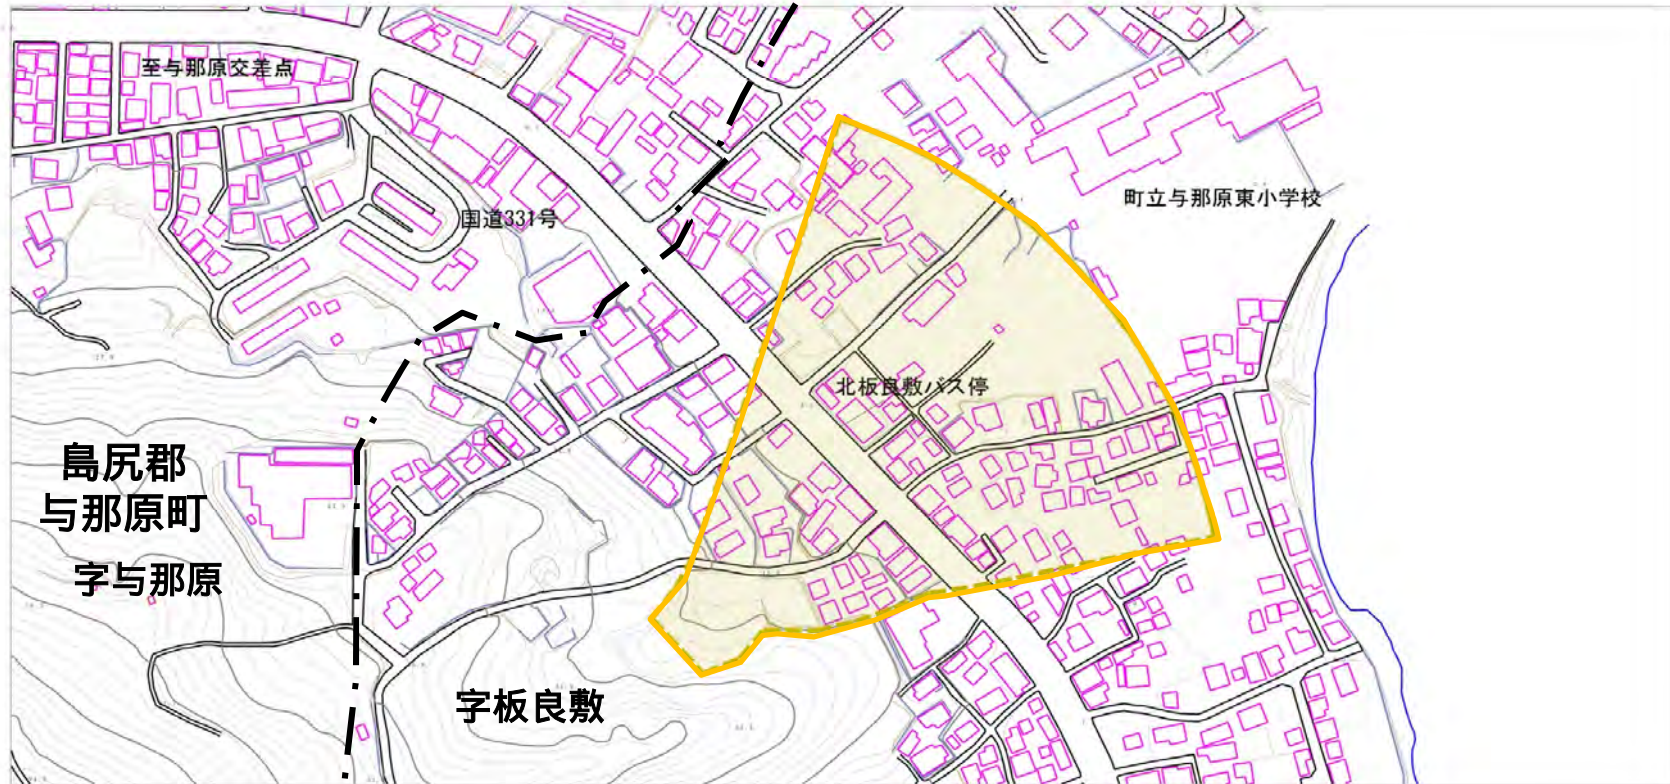 至与那原交差点
町立与那原東小学校
国道331号
北板良敷バス停
島尻郡
与那原町
字与那原
字板良敷